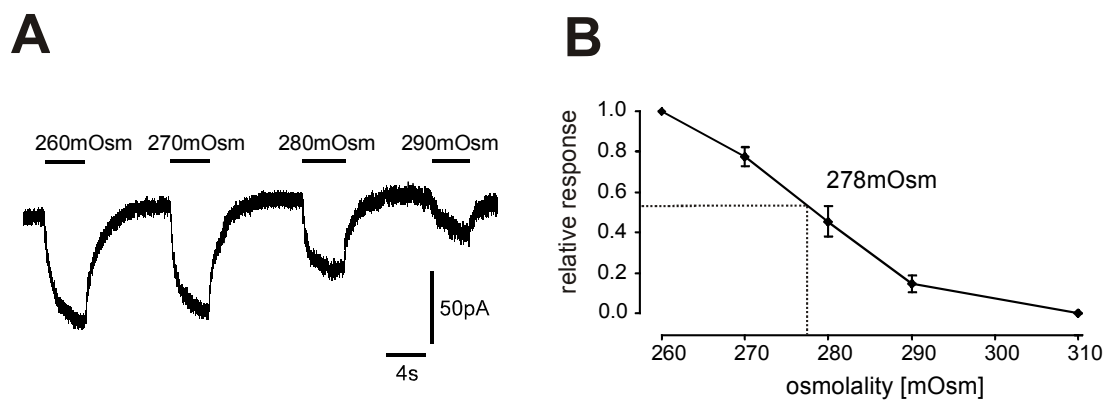 A
B
260mOsm 270mOsm 280mOsm 290mOsm
50pA
4s
relative response
1.0
0.8
0.6
0.4
0.2
0.0
278mOsm
260 270 280 290 300 310
osmolality [mOsm]